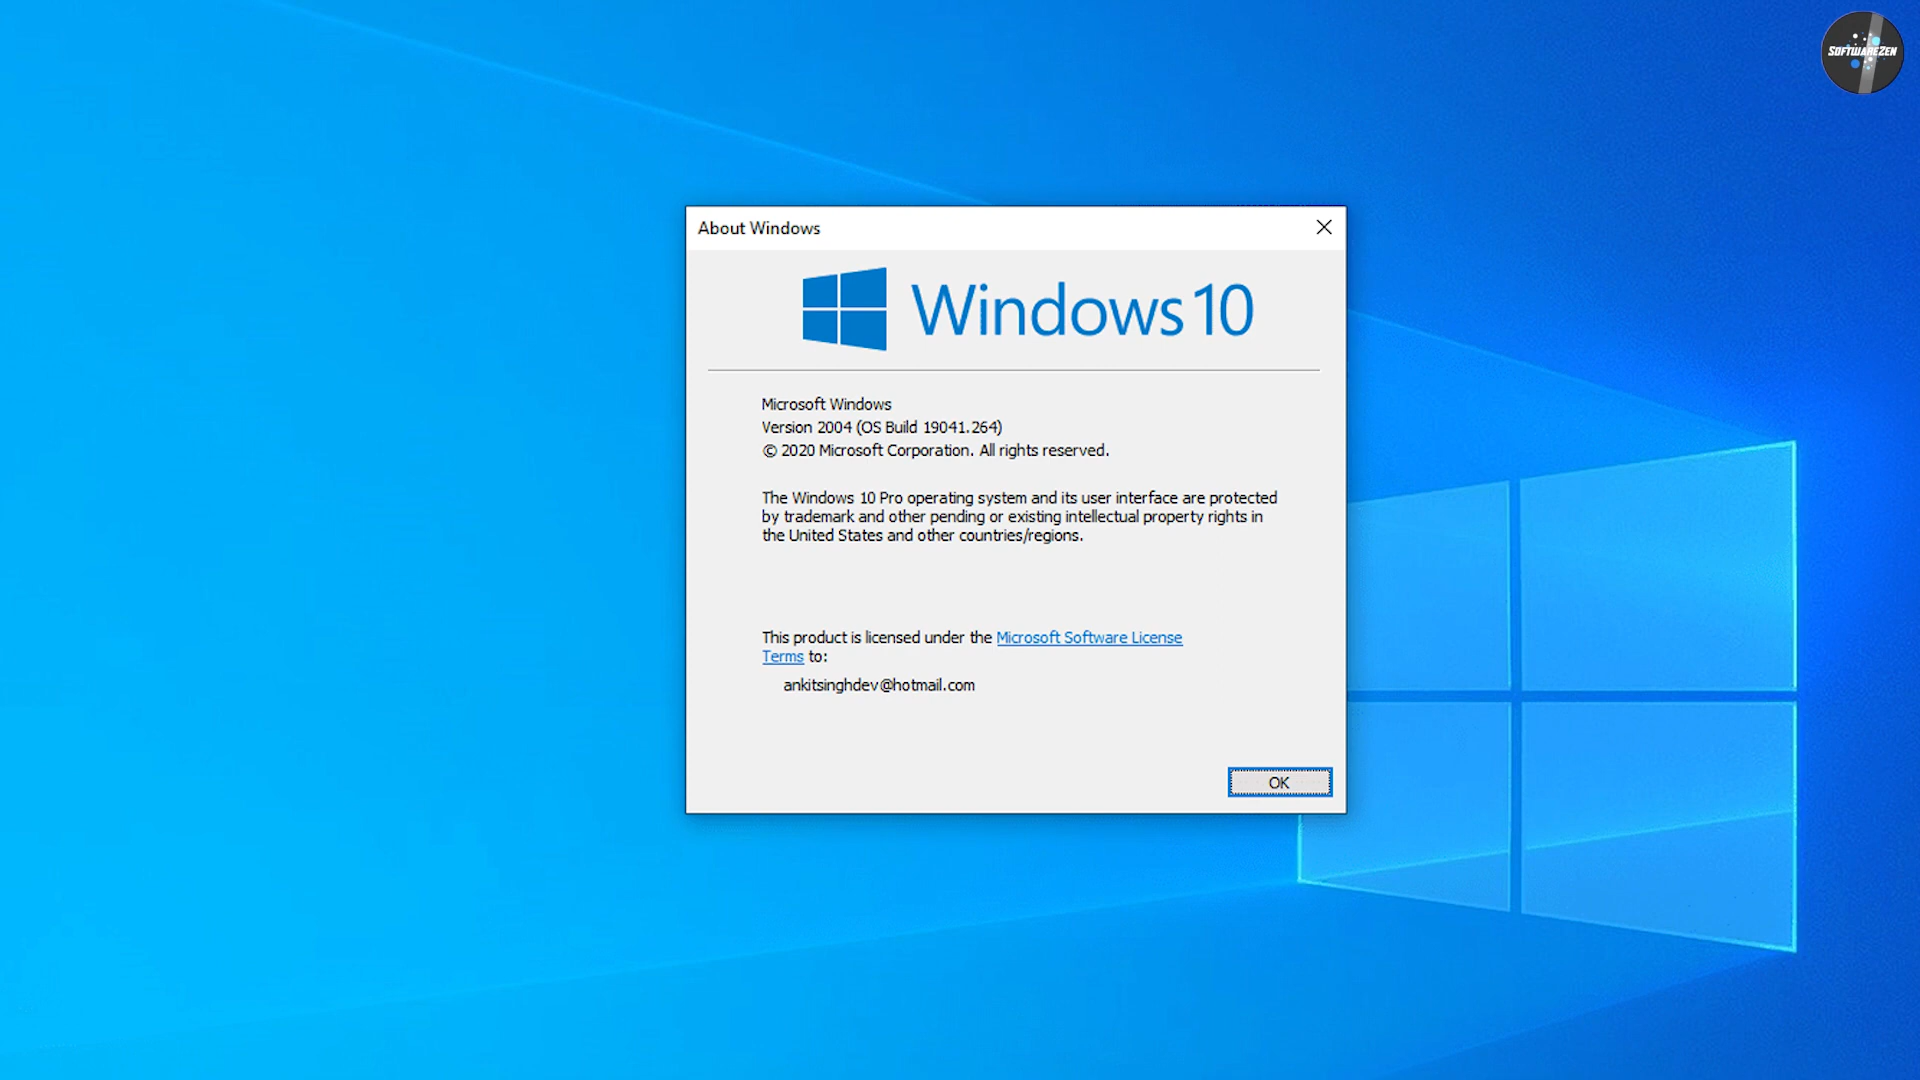 SOFTWAREZEN
About Windows
Windows 10
Microsoft Windows
Version 2004 (OS Build 19041.264)
© 2020 Microsoft Corporation. All rights reserved.
The Windows 10 Pro operating system and its user interface are protected
by trademark and other pending or existing intellectual property rights in
the United States and other countries/regions.
This product is licensed under the Microsoft Software License
Terms to:
ankitsinghdev@hotmail.com
OK